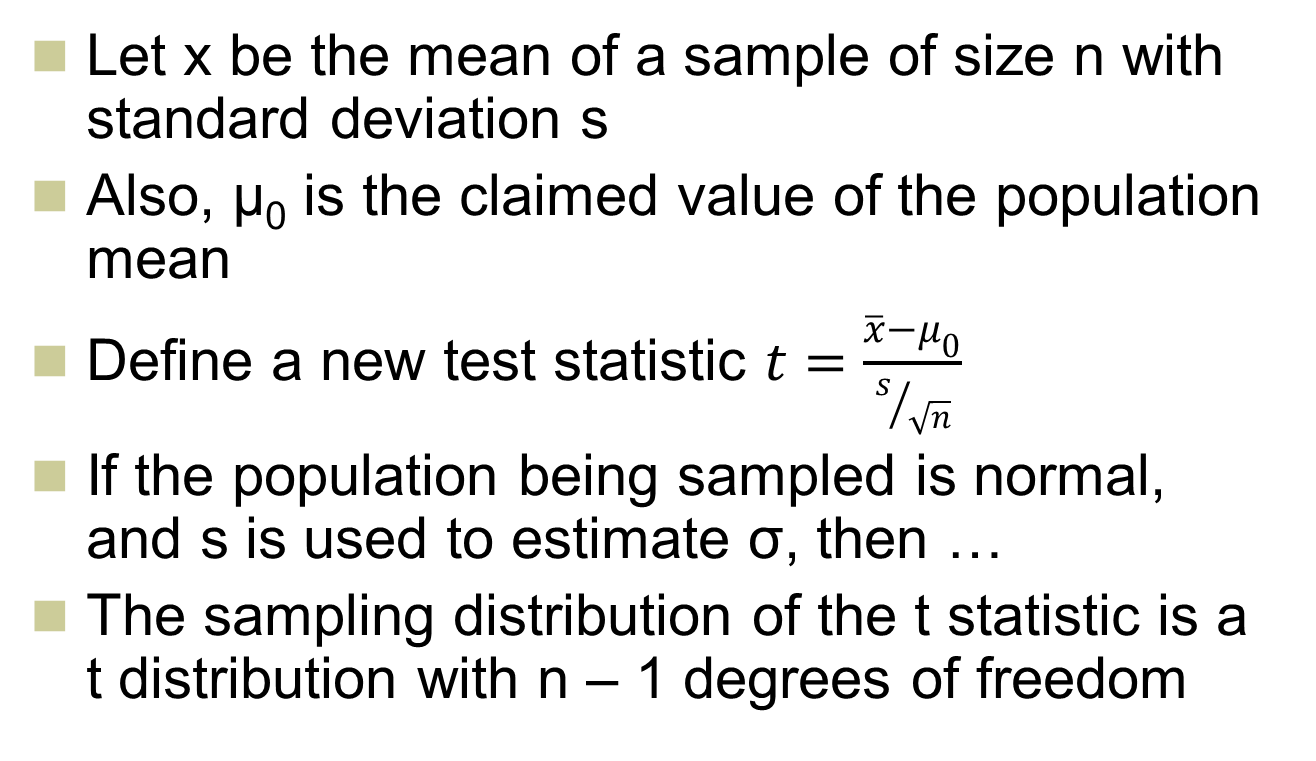 Let x be the mean of a sample of size n with
standard deviation s
Also, μ₀ is the claimed value of the population
mean
Define a new test statistic t = (x̄−μ₀)/(s/√n)
If the population being sampled is normal,
and s is used to estimate σ, then …
The sampling distribution of the t statistic is a
t distribution with n – 1 degrees of freedom